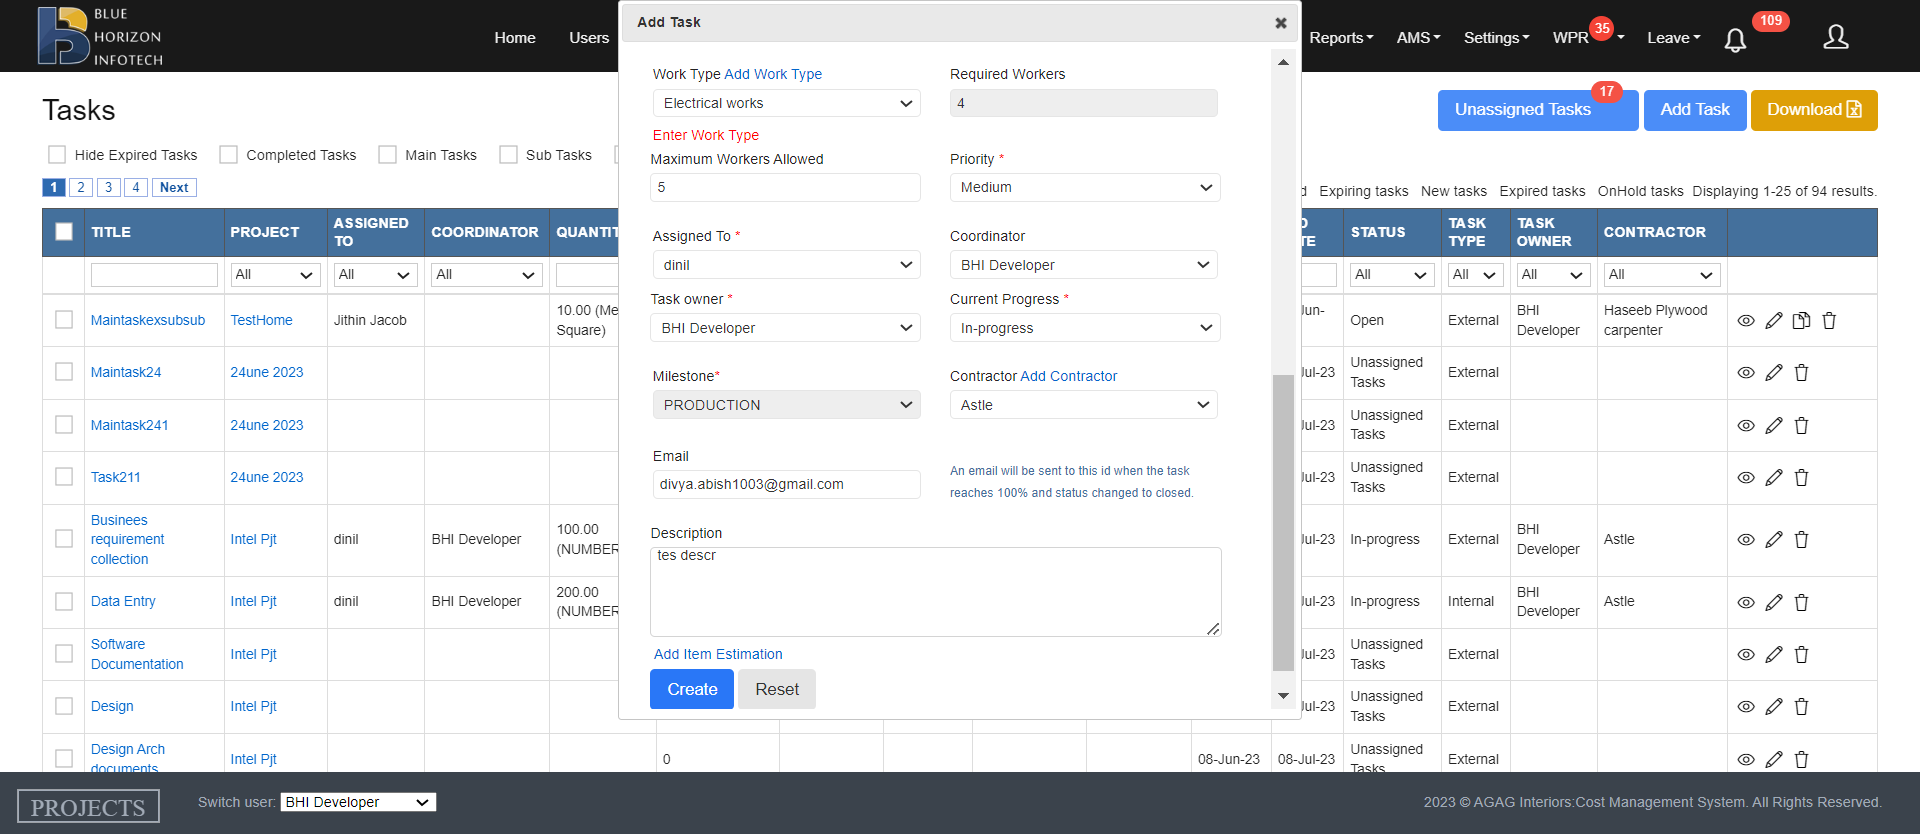 BLUE
HORIZON
INFOTECH
Home Users
Reports AMS Settings WPR 35 Leave 109
Add Task
Tasks
Unassigned Tasks 17 Add Task Download
Hide Expired Tasks Completed Tasks Main Tasks Sub Tasks
1 2 3 4 Next
Expiring tasks New tasks Expired tasks OnHold tasks Displaying 1-25 of 94 results.
Work Type Add Work Type Required Workers
Electrical works 4
Enter Work Type
Maximum Workers Allowed Priority *
5 Medium
Assigned To * Coordinator
dinil BHI Developer
Task owner * Current Progress *
BHI Developer In-progress
Milestone* Contractor Add Contractor
PRODUCTION Astle
Email
divya.abish1003@gmail.com
An email will be sent to this id when the task
reaches 100% and status changed to closed.
Description
tes descr
Add Item Estimation
Create Reset
TITLE PROJECT ASSIGNED TO COORDINATOR QUANTIT STATUS TASK TYPE TASK OWNER CONTRACTOR
All All All All All All All
Maintaskexsubsub TestHome Jithin Jacob 10.00 (Me Square) Jun- Open External BHI Developer Haseeb Plywood carpenter
Maintask24 24une 2023 Jul-23 Unassigned Tasks External
Maintask241 24une 2023 Jul-23 Unassigned Tasks External
Task211 24une 2023 Jul-23 Unassigned Tasks External
Businees requirement collection Intel Pjt dinil BHI Developer 100.00 (NUMBER Jul-23 In-progress External BHI Developer Astle
Data Entry Intel Pjt dinil BHI Developer 200.00 (NUMBER Jul-23 In-progress Internal BHI Developer Astle
Software Documentation Intel Pjt Jul-23 Unassigned Tasks External
Design Intel Pjt Jul-23 Unassigned Tasks External
Design Arch documents Intel Pjt 0 08-Jun-23 08-Jul-23 Unassigned Tasks External
PROJECTS Switch user: BHI Developer
2023 © AGAG Interiors:Cost Management System. All Rights Reserved.